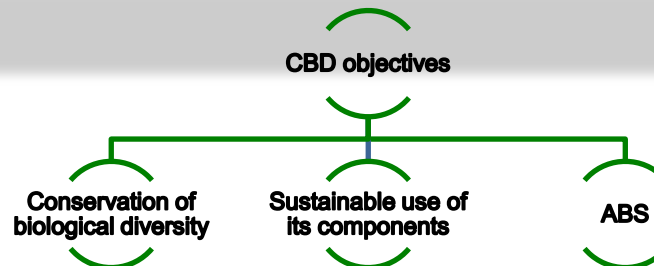 CBD objectives
Conservation of
biological diversity
Sustainable use of
its components
ABS